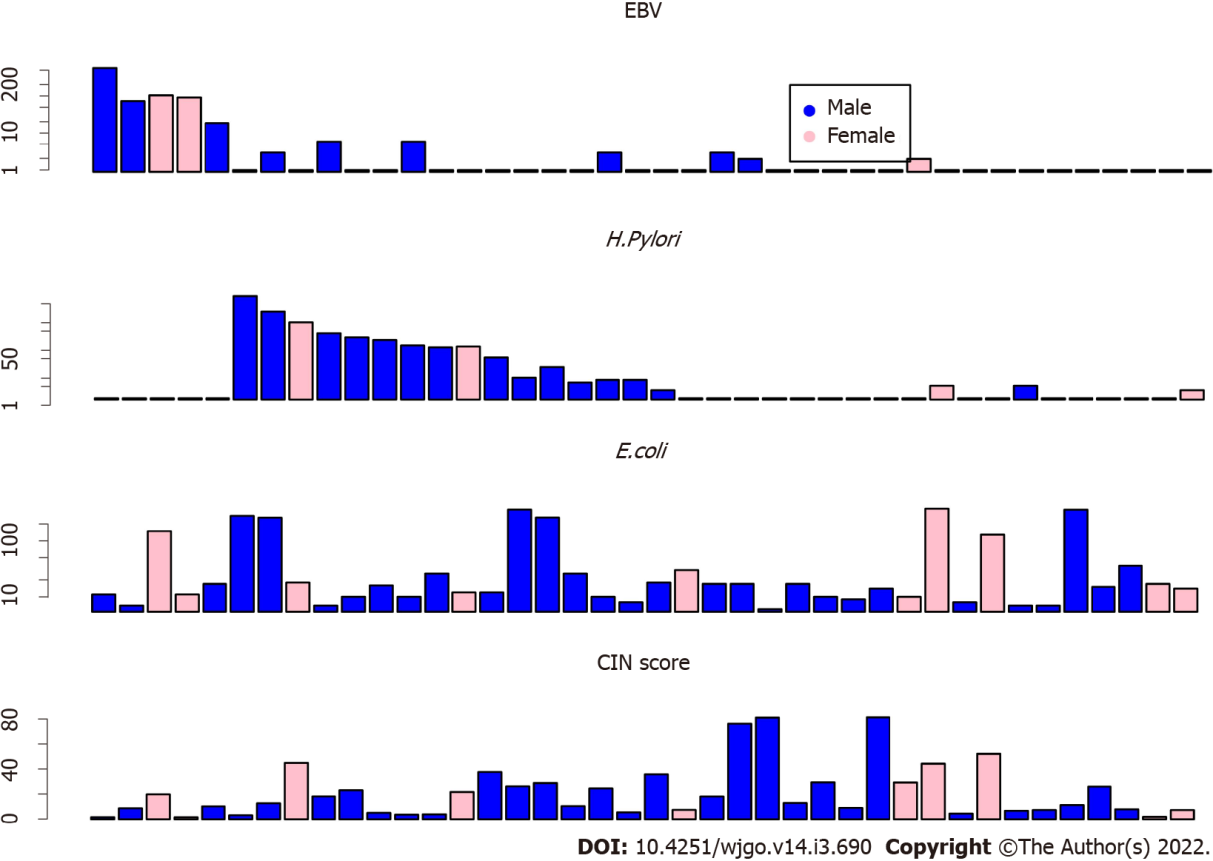 EBV
200
10
1
Male
Female
H.Pylori
50
1
E.coli
100
10
CIN score
80
40
0
DOI: 10.4251/wjgo.v14.i3.690 Copyright ©The Author(s) 2022.